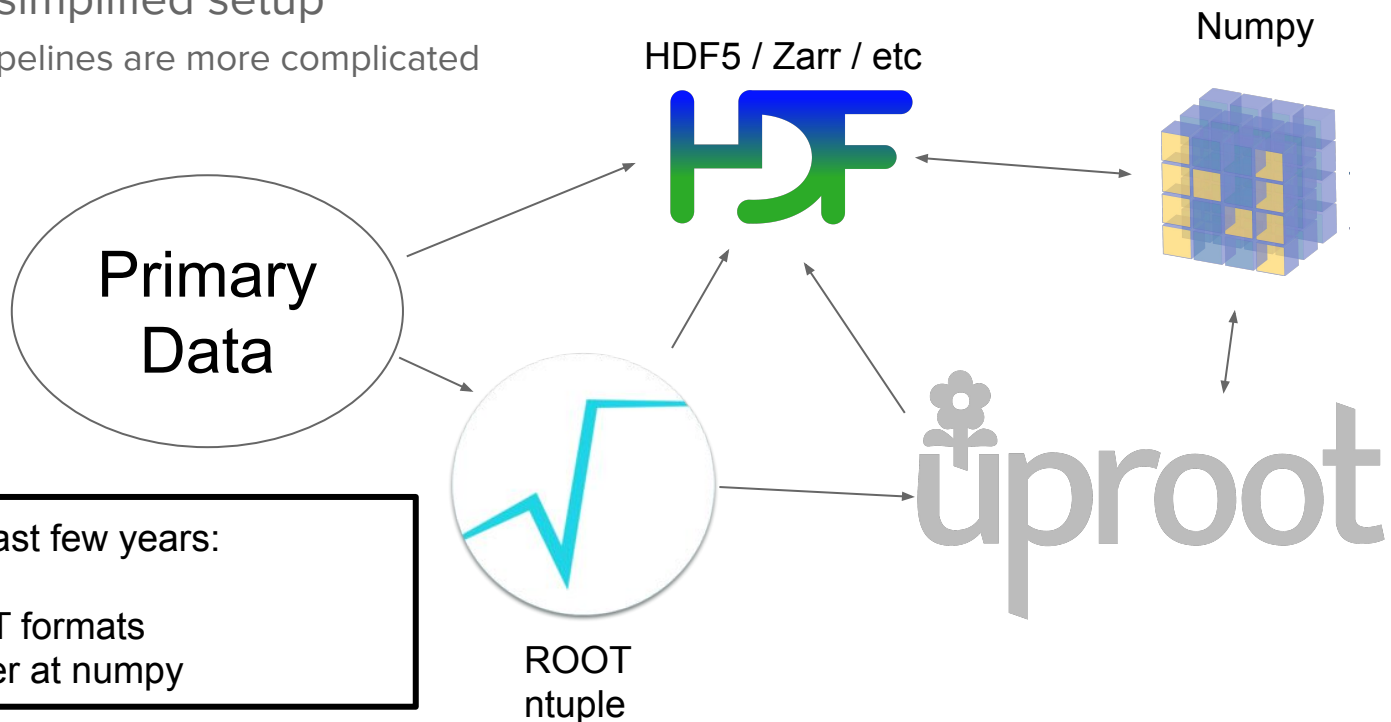 simplified setup
pelines are more complicated
HDF5 / Zarr / etc
Numpy
HDF
Primary
Data
uproot
ast few years:
T formats
er at numpy
ROOT
ntuple